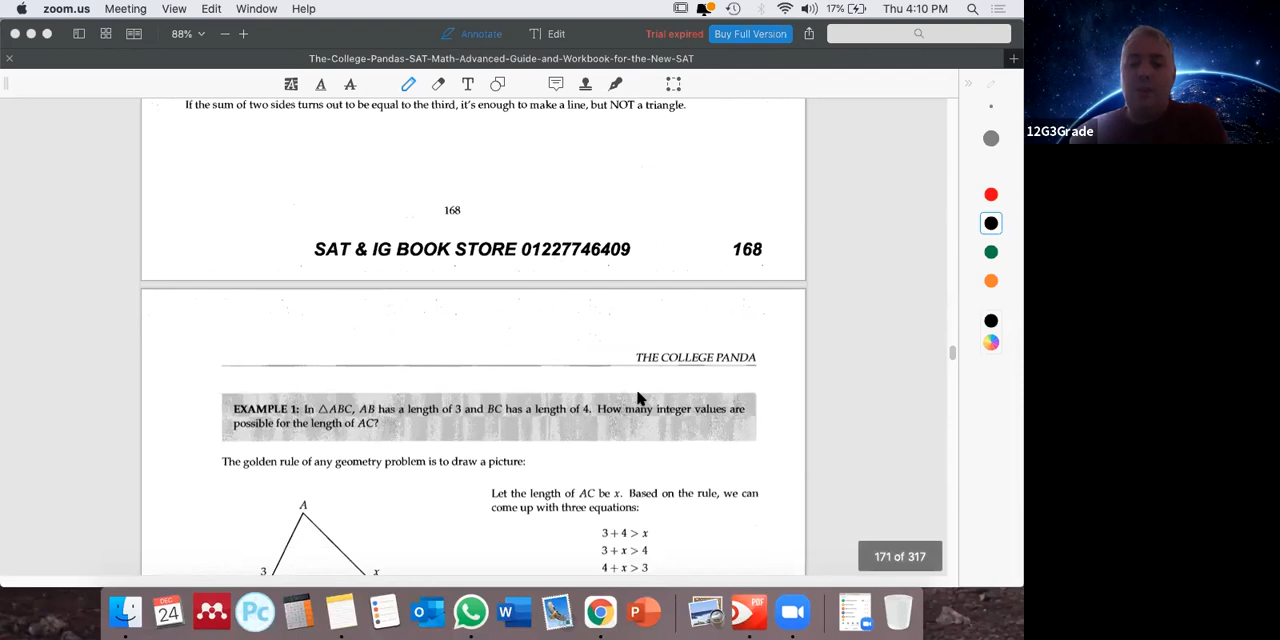 zoom.us Meeting View Edit Window Help
17% Thu 4:10 PM
88% Annotate Edit Trial expired Buy Full Version
The-College-Pandas-SAT-Math-Advanced-Guide-and-Workbook-for-the-New-SAT
If the sum of two sides turns out to be equal to the third, it's enough to make a line, but NOT a triangle.
168
SAT & IG BOOK STORE 01227746409 168
THE COLLEGE PANDA
EXAMPLE 1: In △ABC, AB has a length of 3 and BC has a length of 4. How many integer values are
possible for the length of AC?
The golden rule of any geometry problem is to draw a picture:
Let the length of AC be x. Based on the rule, we can
come up with three equations:
A
3 + 4 > x
3 + x > 4
4 + x > 3
3 x
171 of 317
12G3Grade
DEC
24
Pc
W
P
PDF